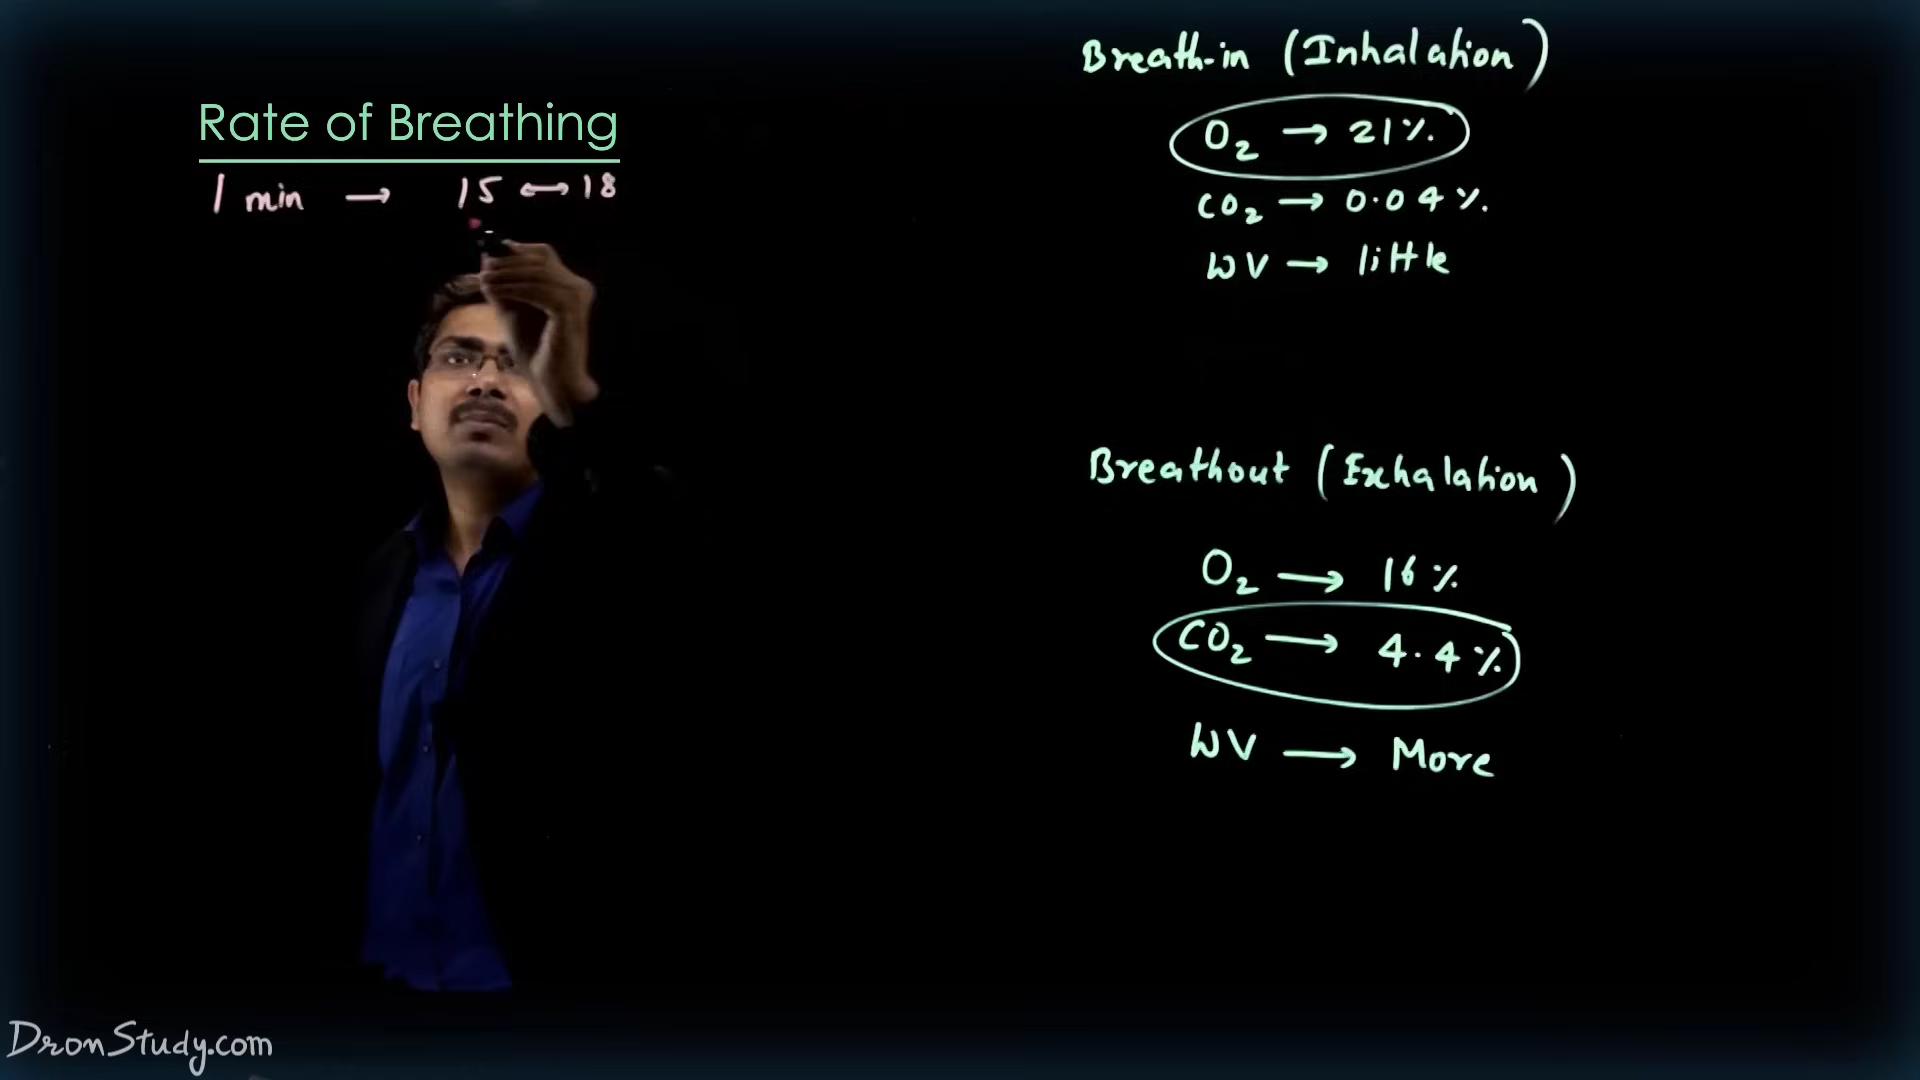 Rate of Breathing
1 min → 15 ↔ 18
Breath-in (Inhalation)
O₂ → 21%.
CO₂ → 0.04%.
WV → little
Breathout (Exhalation)
O₂ → 16%
CO₂ → 4.4%
WV → More
DronStudy.com